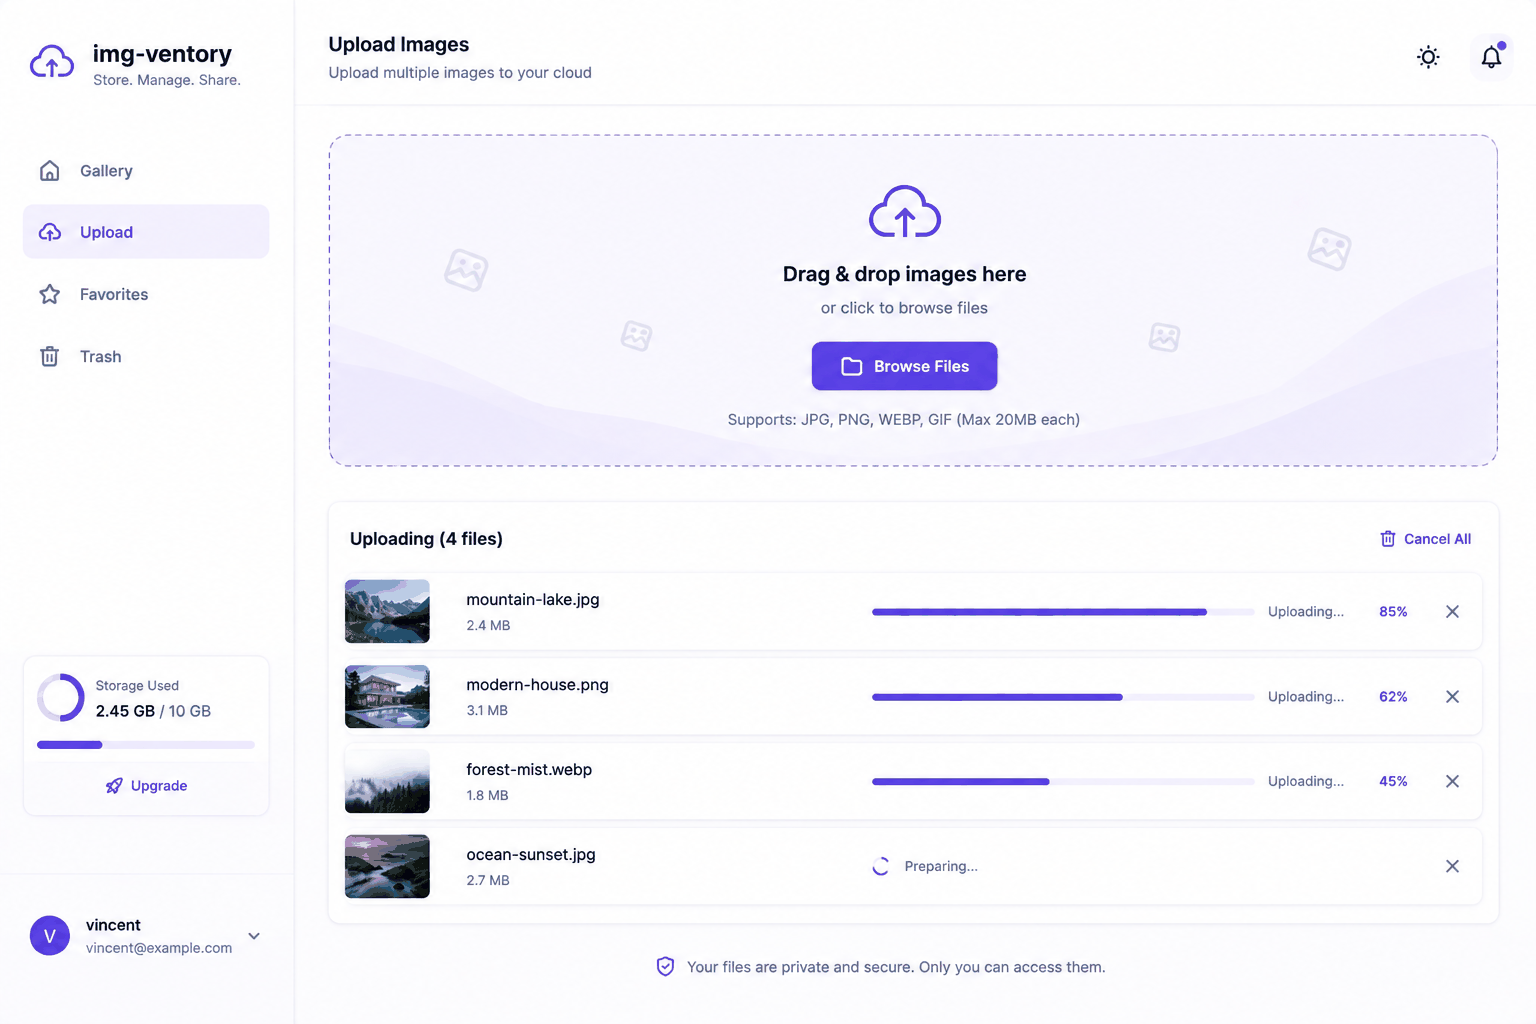 img-ventory
Store. Manage. Share.
Gallery
Upload
Favorites
Trash
Storage Used
2.45 GB / 10 GB
Upgrade
V
vincent
vincent@example.com
Upload Images
Upload multiple images to your cloud
Drag & drop images here
or click to browse files
Browse Files
Supports: JPG, PNG, WEBP, GIF (Max 20MB each)
Uploading (4 files)
Cancel All
mountain-lake.jpg
2.4 MB
Uploading...
85%
modern-house.png
3.1 MB
Uploading...
62%
forest-mist.webp
1.8 MB
Uploading...
45%
ocean-sunset.jpg
2.7 MB
Preparing...
Your files are private and secure. Only you can access them.